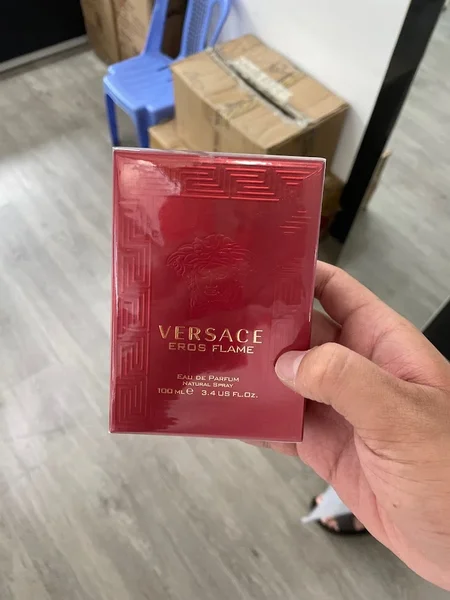 VERSACE
EROS FLAME
EAU DE PARFUM
NATURAL SPRAY
100 ML ℮ 3.4 US FL.OZ.